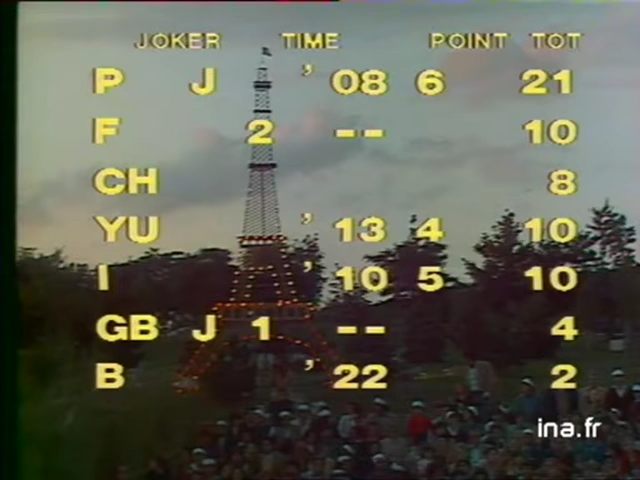 JOKER TIME POINT TOT
P J ' 08 6 21
F 2 -- 10
CH 8
YU ' 13 4 10
I ' 10 5 10
GB J 1 -- 4
B ' 22 2
ina.fr